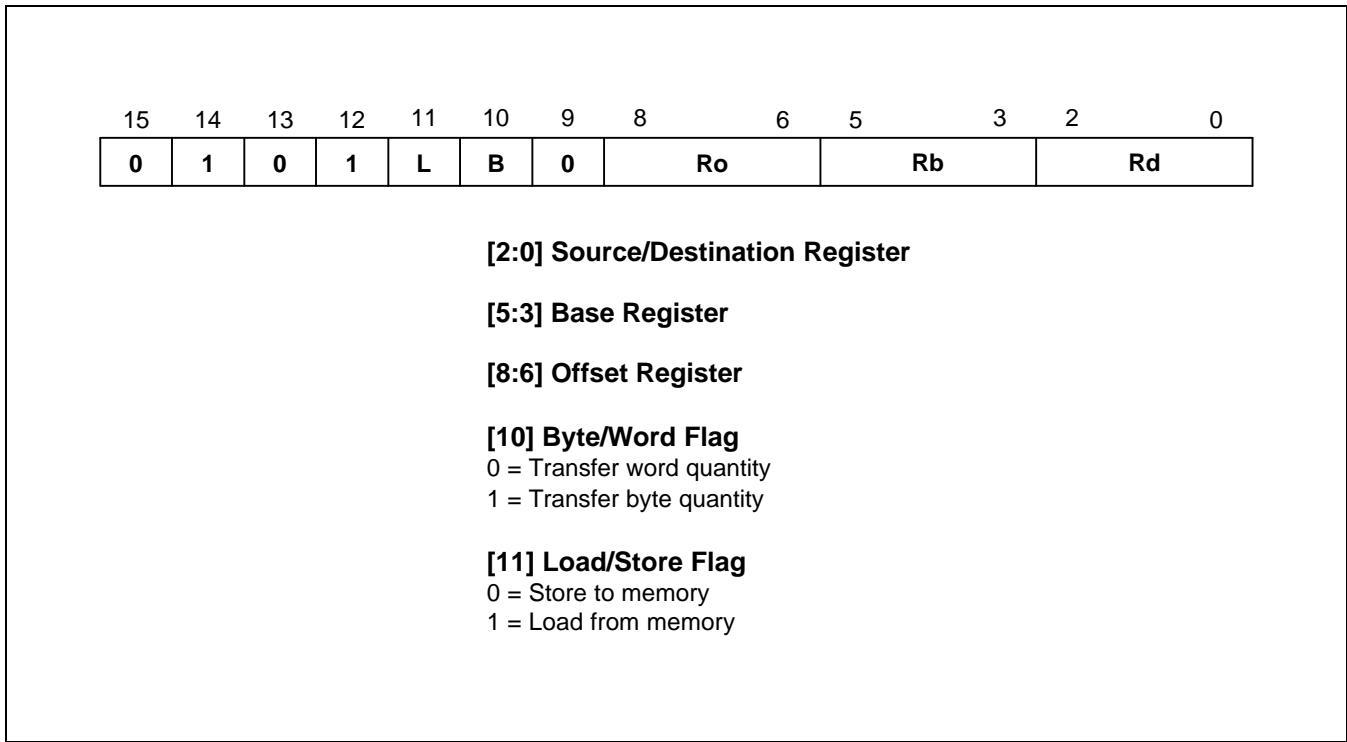 15 14 13 12 11 10 9 8 6 5 3 2 0
0 1 0 1 L B 0 Ro Rb Rd
[2:0] Source/Destination Register
[5:3] Base Register
[8:6] Offset Register
[10] Byte/Word Flag
0 = Transfer word quantity
1 = Transfer byte quantity
[11] Load/Store Flag
0 = Store to memory
1 = Load from memory